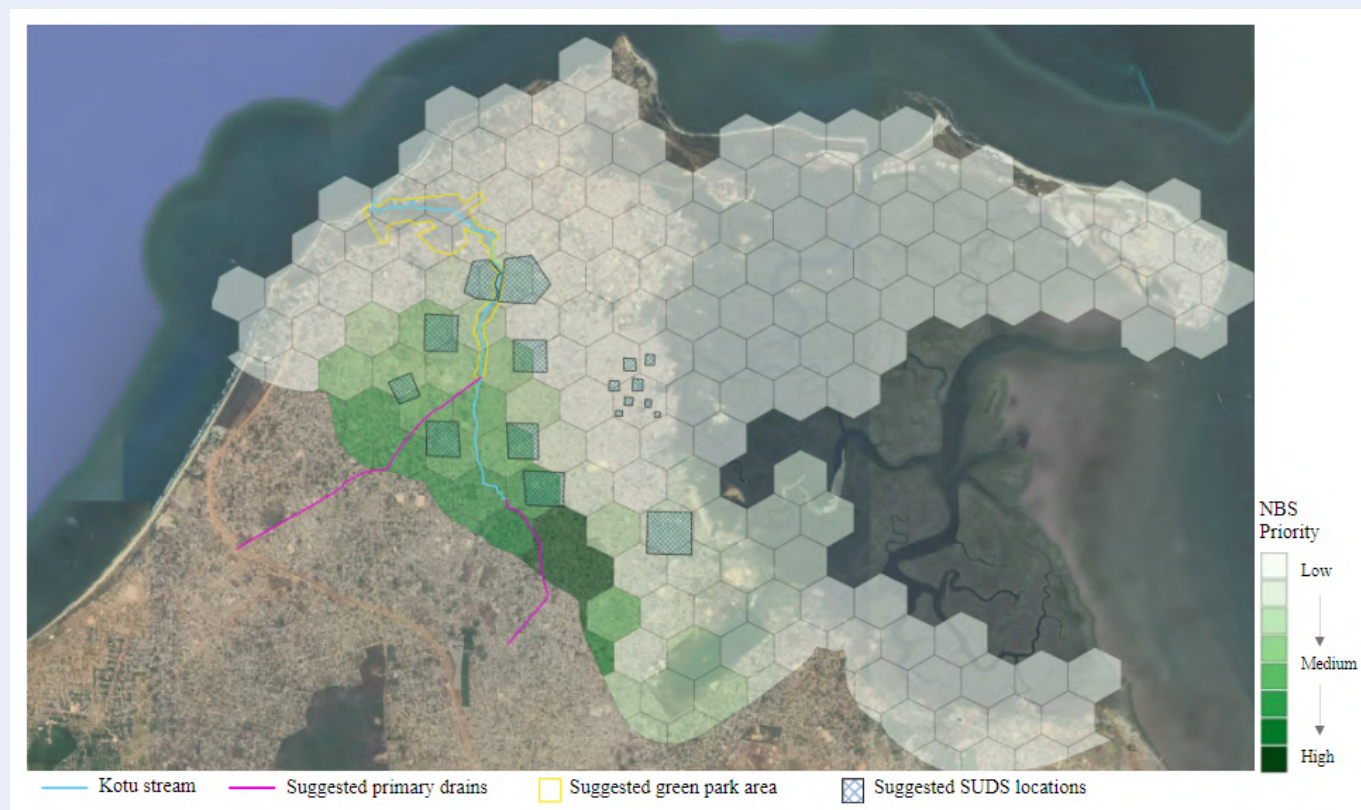 NBS
Priority
Low
Medium
High
Kotu stream
Suggested primary drains
Suggested green park area
Suggested SUDS locations